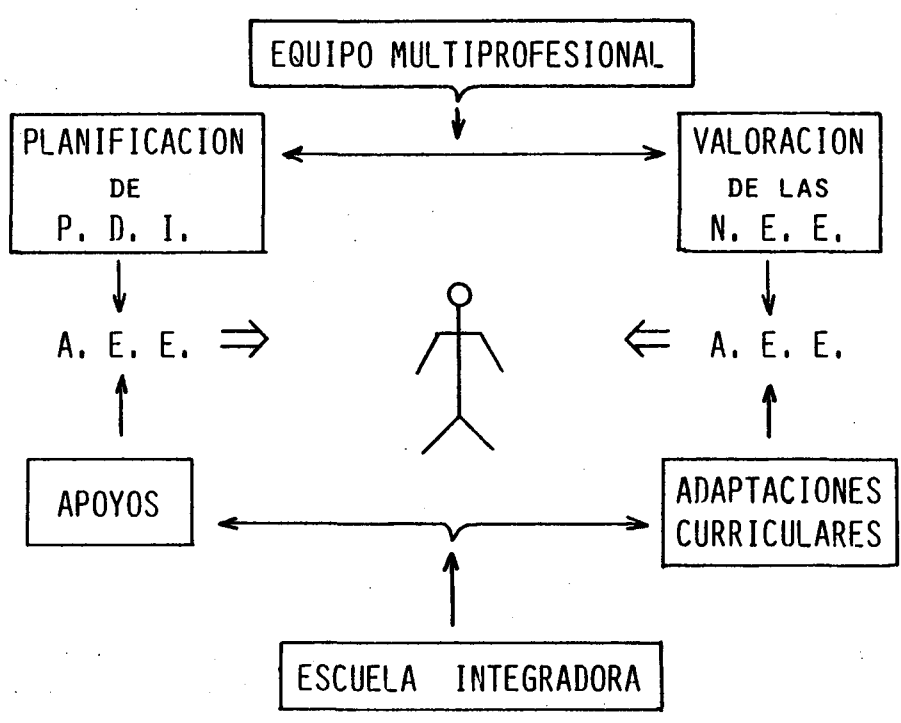 EQUIPO MULTIPROFESIONAL
PLANIFICACION
DE
P. D. I.
VALORACION
DE LAS
N. E. E.
A. E. E.
A. E. E.
APOYOS
ADAPTACIONES
CURRICULARES
ESCUELA INTEGRADORA